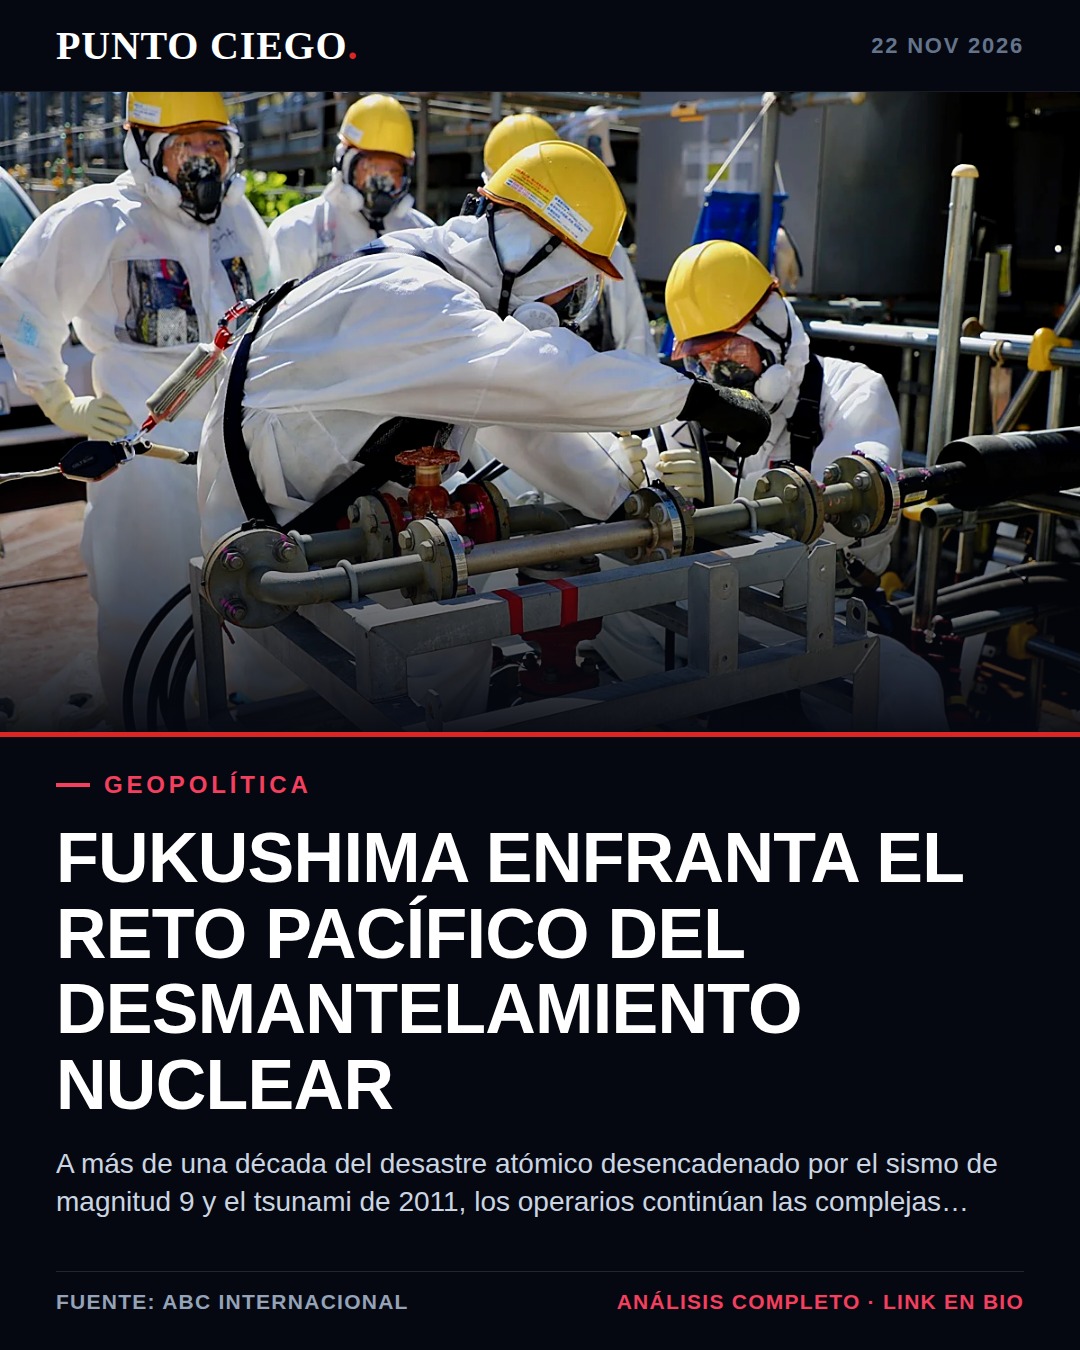 PUNTO CIEGO.
22 NOV 2026
GEOPOLÍTICA
FUKUSHIMA ENFRANTA EL
RETO PACÍFICO DEL
DESMANTELAMIENTO
NUCLEAR
A más de una década del desastre atómico desencadenado por el sismo de
magnitud 9 y el tsunami de 2011, los operarios continúan las complejas…
FUENTE: ABC INTERNACIONAL
ANÁLISIS COMPLETO · LINK EN BIO